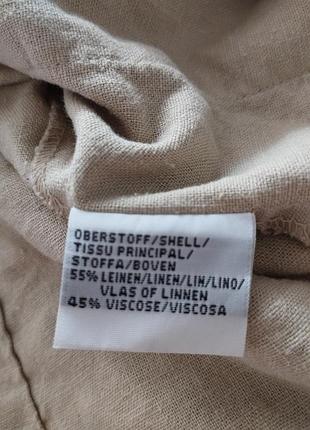 OBERSTOFF/SHELL/
TISSU PRINCIPAL/
STOFFA/BOVEN
55% LEINEN/LINEN/LIN/LINO/
VLAS OF LINNEN
45% VISCOSE/VISCOSA